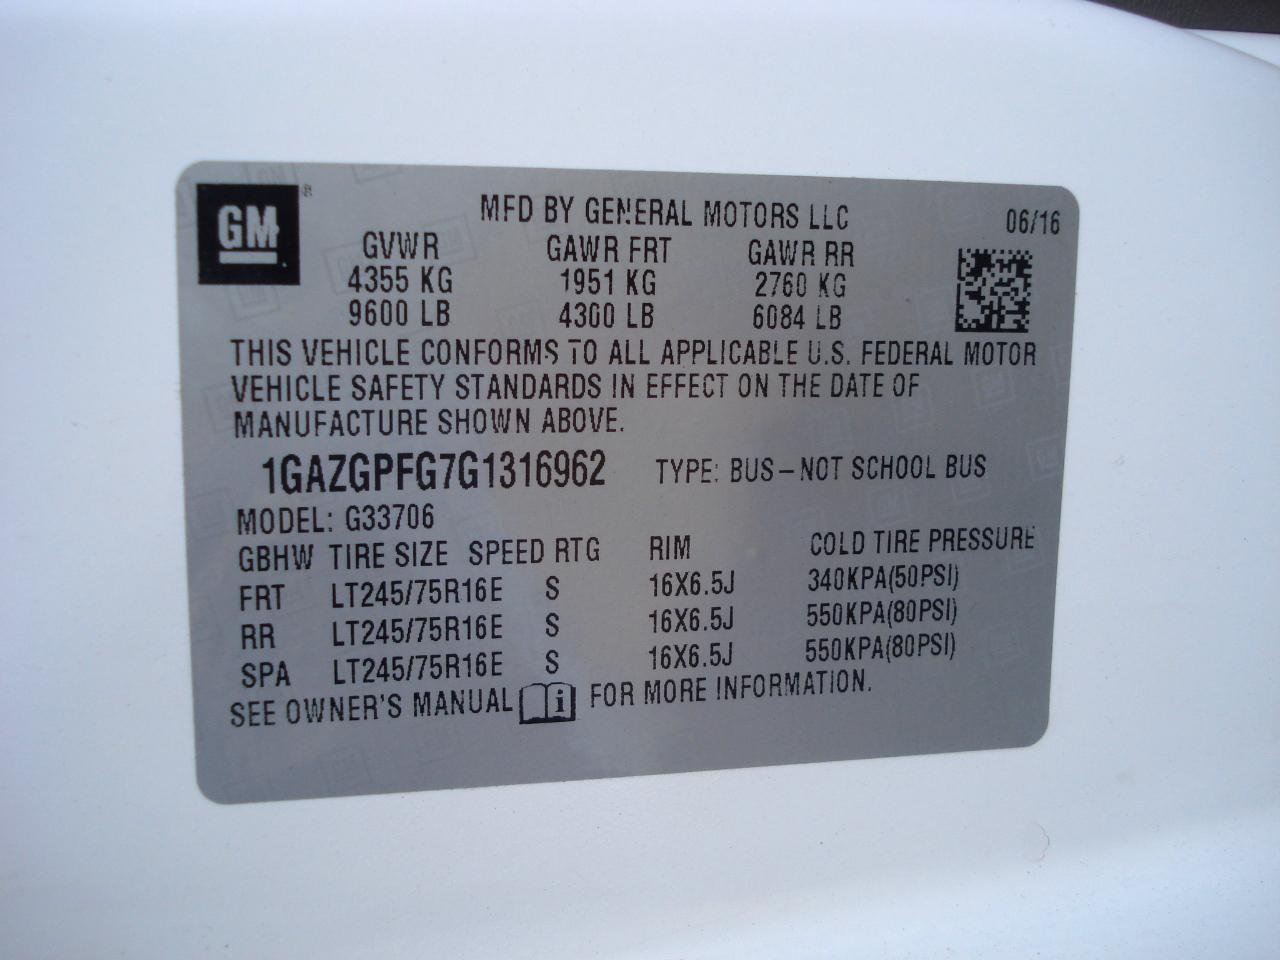 GM ®
MFD BY GENERAL MOTORS LLC 06/16
GVWR GAWR FRT GAWR RR
4355 KG 1951 KG 2760 KG
9600 LB 4300 LB 6084 LB
THIS VEHICLE CONFORMS TO ALL APPLICABLE U.S. FEDERAL MOTOR
VEHICLE SAFETY STANDARDS IN EFFECT ON THE DATE OF
MANUFACTURE SHOWN ABOVE.
1GAZGPFG7G1316962 TYPE: BUS-NOT SCHOOL BUS
MODEL: G33706
GBHW TIRE SIZE SPEED RTG RIM COLD TIRE PRESSURE
FRT LT245/75R16E S 16X6.5J 340KPA(50PSI)
RR LT245/75R16E S 16X6.5J 550KPA(80PSI)
SPA LT245/75R16E S 16X6.5J 550KPA(80PSI)
SEE OWNER'S MANUAL i FOR MORE INFORMATION.